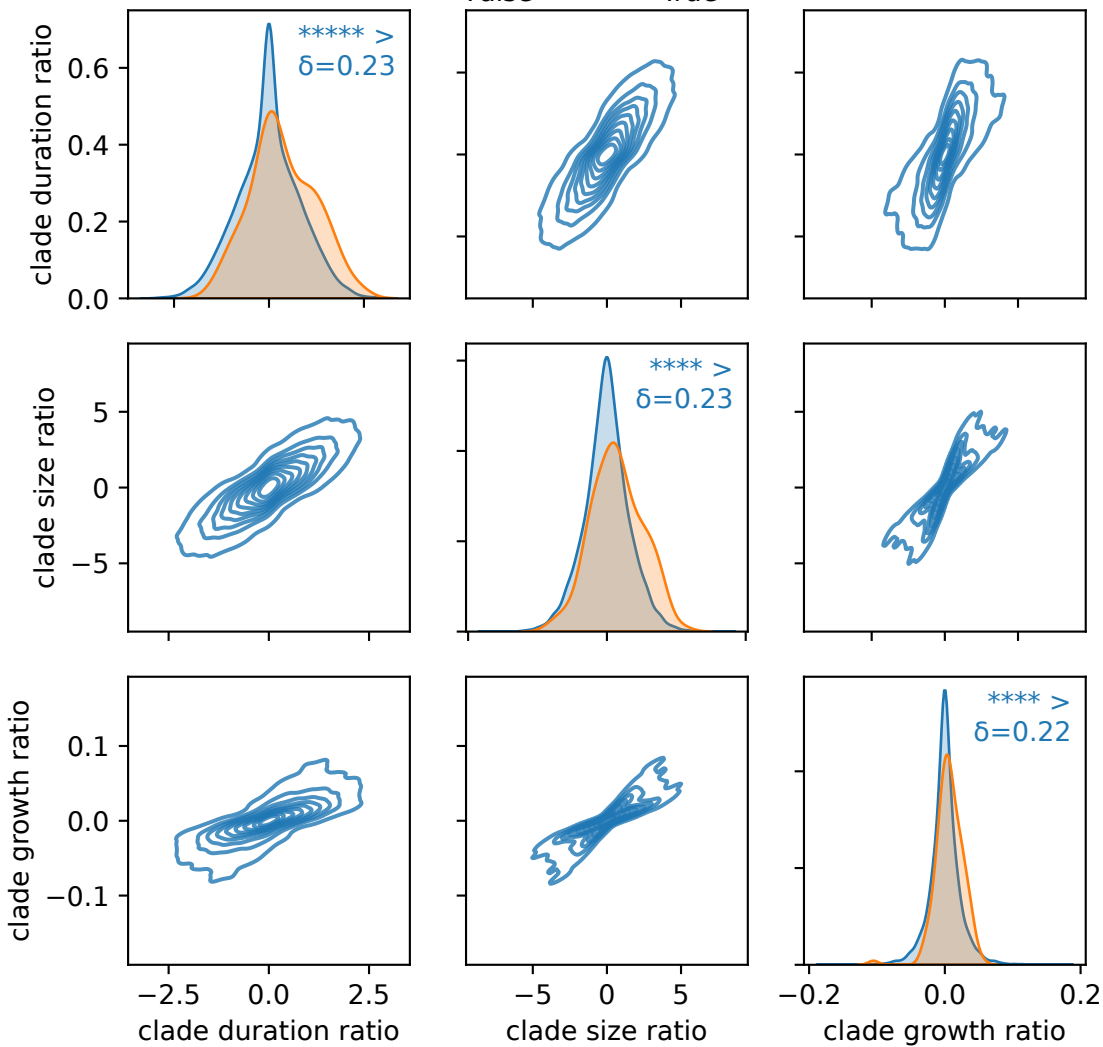 ***** >
δ=0.23
clade duration ratio
0.6
0.4
0.2
0.0
**** >
δ=0.23
clade size ratio
5
0
−5
**** >
δ=0.22
clade growth ratio
0.1
0.0
−0.1
−2.5
0.0
2.5
−5
0
5
−0.2
0.0
0.2
clade duration ratio
clade size ratio
clade growth ratio